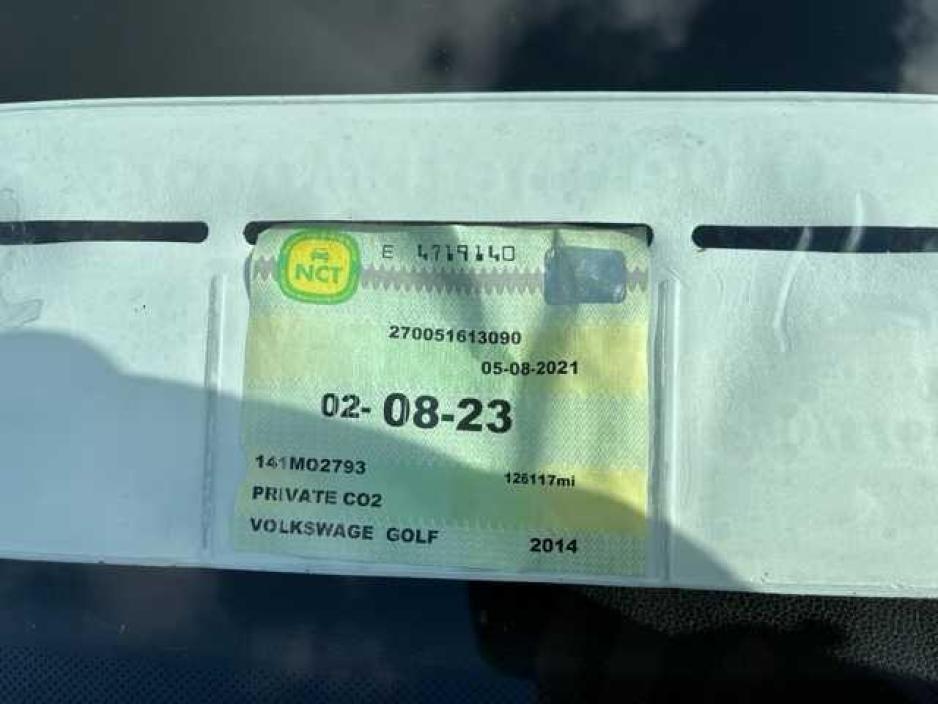 NCT
E 4719140
270051613090
05-08-2021
02-08-23
141MO2793
126117mi
PRIVATE CO2
VOLKSWAGE GOLF
2014